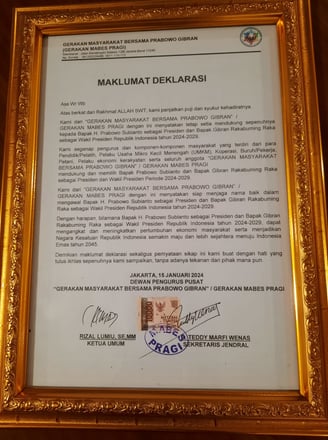 GERAKAN MASYARAKAT BERSAMA PRABOWO GIBRAN
(GERAKAN MABES PRAGI)
MAKLUMAT DEKLARASI
Ass Wr Wb
Atas berkat dan Rakhmat ALLAH SWT, kami panjatkan puji dan syukur kehadiratnya
Kami dari "GERAKAN MASYARAKAT BERSAMA PRABOWO GIBRAN" /
GERAKAN MABES PRAGI dengan ini menyatakan tetap setia mendukung sepenuhnya
kepada Bapak H. Prabowo Subianto sebagai Presiden dan Bapak Gibran Rakabuming Raka
sebagai Wakil Presiden Republik Indonesia tahun 2024-2029.
Kami segenap pengurus dan komponen-komponen masyarakat yang terdiri dari para
Pendidik/Pelatih, Pelaku Usaha Mikro Kecil Menengah (UMKM), Koperasi, Buruh/Pekerja,
Petani, Pelaku ekonomi kerakyatan serta seluruh anggota "GERAKAN MASYARAKAT
BERSAMA PRABOWO GIBRAN" / GERAKAN MABES PRAGI dengan ini menyatakan
mendukung dan memilih Bapak Prabowo Subianto dan Bapak Gibran Rakabuming Raka
sebagai Presiden dan Wakil Presiden Periode 2024-2029.
Kami dari "GERAKAN MASYARAKAT BERSAMA PRABOWO GIBRAN" /
GERAKAN MABES PRAGI dengan ini menyatakan siap menjaga nama baik dalam
mengawal Bapak H. Prabowo Subianto sebagai Presiden dan Bapak Gibran Rakabuming
Raka sebagai Wakil Presiden Republik Indonesia tahun 2024-2029.
Dengan harapan bilamana Bapak H. Prabowo Subianto sebagai Presiden dan Bapak Gibran
Rakabuming Raka sebagai Wakil Presiden Republik Indonesia tahun 2024-2029, dapat
mengangkat dan meningkatkan pertumbuhan ekonomi masyarakat serta menjadikan
Negara Kesatuan Republik Indonesia semakin maju dan lebih sejahtera menuju Indonesia
Emas tahun 2045.
Demikian maklumat deklarasi sekaligus pernyataan sikap ini kami buat dengan hati yang
tulus ikhlas sepenuhnya kami sampaikan, tanpa adanya tekanan dari pihak mana pun.
JAKARTA, 15 JANUARI 2024
DEWAN PENGURUS PUSAT
"GERAKAN MASYARAKAT BERSAMA PRABOWO GIBRAN" / GERAKAN MABES PRAGI
MABES
PRAGI
RIZAL LUMIU, SE,MM
KETUA UMUM
TEDDY MARFI WENAS
SEKRETARIS JENDRAL